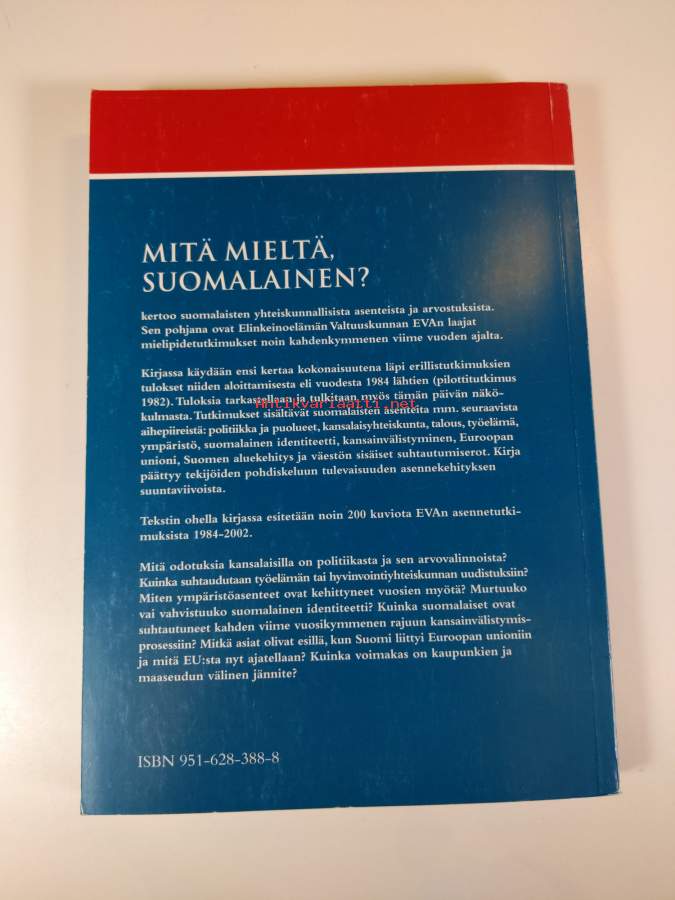 MITÄ MIELTÄ,
SUOMALAINEN?
kertoo suomalaisten yhteiskunnallisista asenteista ja arvostuksista.
Sen pohjana ovat Elinkeinoelämän Valtuuskunnan EVAn laajat
mielipidetutkimukset noin kahdenkymmenen viime vuoden ajalta.
Kirjassa käydään ensi kertaa kokonaisuutena läpi erillistutkimuksien
tulokset niiden aloittamisesta eli vuodesta 1984 lähtien (pilottitutkimus
1982). Tuloksia tarkastellaan ja tulkitaan myös tämän päivän näkö-
Antikvariaatti.net
kulmasta. Tutkimukset sisältävät suomalaisten asenteita mm. seuraavista
aihepiireistä: politiikka ja puolueet, kansalaisyhteiskunta, talous, työelämä,
ympäristö, suomalainen identiteetti, kansainvälistyminen, Euroopan
unioni, Suomen aluekehitys ja väestön sisäiset suhtautumiserot. Kirja
päättyy tekijöiden pohdiskeluun tulevaisuuden asennekehityksen
suuntaviivoista.
Tekstin ohella kirjassa esitetään noin 200 kuviota EVAn asennetutki-
muksista 1984-2002.
Mitä odotuksia kansalaisilla on politiikasta ja sen arvovalinnoista?
Kuinka suhtaudutaan työelämän tai hyvinvointiyhteiskunnan uudistuksiin?
Miten ympäristöasenteet ovat kehittyneet vuosien myötä? Murtuuko
vai vahvistuuko suomalainen identiteetti? Kuinka suomalaiset ovat
suhtautuneet kahden viime vuosikymmenen rajuun kansainvälistymis-
prosessiin? Mitkä asiat olivat esillä, kun Suomi liittyi Euroopan unioniin
ja mitä EU:sta nyt ajatellaan? Kuinka voimakas on kaupunkien ja
maaseudun välinen jännite?
ISBN 951-628-388-8